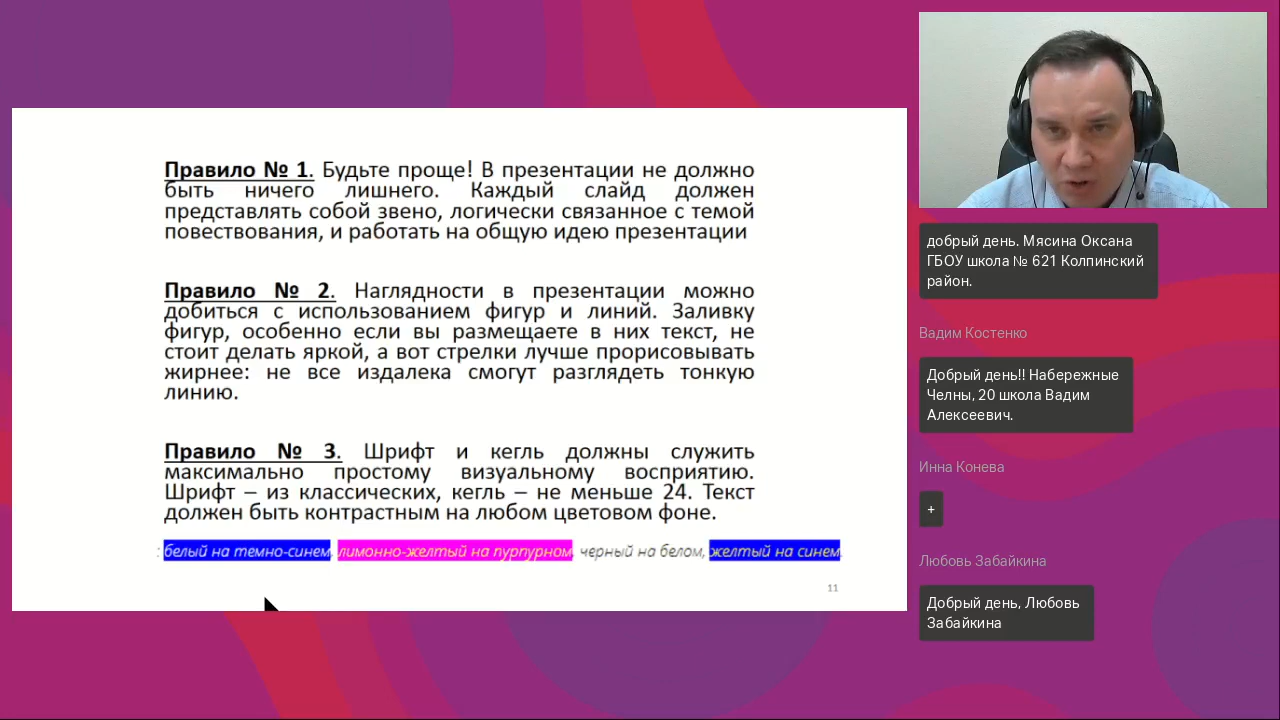 Правило № 1. Будьте проще! В презентации не должно
быть ничего лишнего. Каждый слайд должен
представлять собой звено, логически связанное с темой
повествования, и работать на общую идею презентации
Правило № 2. Наглядности в презентации можно
добиться с использованием фигур и линий. Заливку
фигур, особенно если вы размещаете в них текст, не
стоит делать яркой, а вот стрелки лучше прорисовывать
жирнее: не все издалека смогут разглядеть тонкую
линию.
Правило № 3. Шрифт и кегль должны служить
максимально простому визуальному восприятию.
Шрифт – из классических, кегль – не меньше 24. Текст
должен быть контрастным на любом цветовом фоне.
: белый на темно-синем, лимонно-желтый на пурпурном, черный на белом, желтый на синем.
11
добрый день. Мясина Оксана
ГБОУ школа № 621 Колпинский
район.
Вадим Костенко
Добрый день!! Набережные
Челны, 20 школа Вадим
Алексеевич.
Инна Конева
+
Любовь Забайкина
Добрый день, Любовь
Забайкина